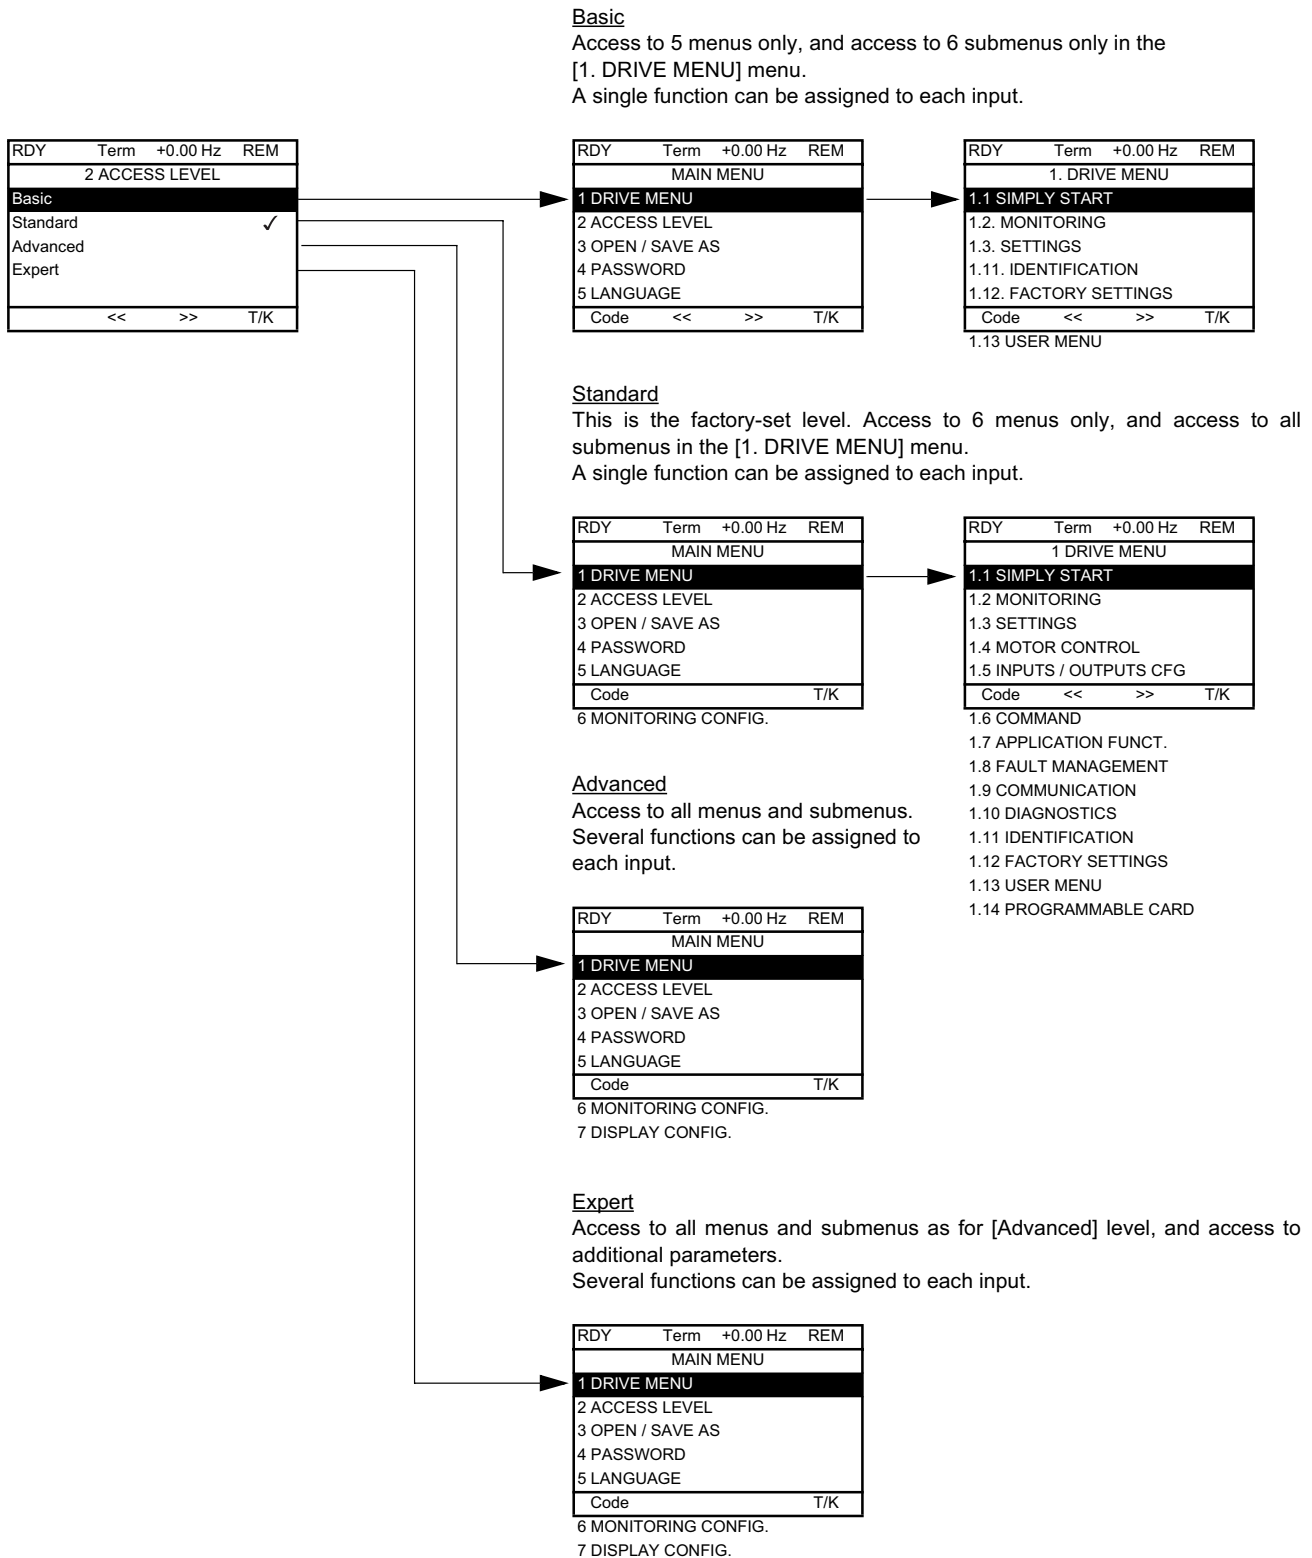 Basic
Access to 5 menus only, and access to 6 submenus only in the
[1. DRIVE MENU] menu.
A single function can be assigned to each input.
RDY Term +0.00 Hz REM
2 ACCESS LEVEL
Basic
Standard ✓
Advanced
Expert
<< >> T/K
RDY Term +0.00 Hz REM
MAIN MENU
1 DRIVE MENU
2 ACCESS LEVEL
3 OPEN / SAVE AS
4 PASSWORD
5 LANGUAGE
Code << >> T/K
RDY Term +0.00 Hz REM
1. DRIVE MENU
1.1 SIMPLY START
1.2. MONITORING
1.3. SETTINGS
1.11. IDENTIFICATION
1.12. FACTORY SETTINGS
Code << >> T/K
1.13 USER MENU
Standard
This is the factory-set level. Access to 6 menus only, and access to all
submenus in the [1. DRIVE MENU] menu.
A single function can be assigned to each input.
RDY Term +0.00 Hz REM
MAIN MENU
1 DRIVE MENU
2 ACCESS LEVEL
3 OPEN / SAVE AS
4 PASSWORD
5 LANGUAGE
Code T/K
6 MONITORING CONFIG.
RDY Term +0.00 Hz REM
1 DRIVE MENU
1.1 SIMPLY START
1.2 MONITORING
1.3 SETTINGS
1.4 MOTOR CONTROL
1.5 INPUTS / OUTPUTS CFG
Code << >> T/K
1.6 COMMAND
1.7 APPLICATION FUNCT.
1.8 FAULT MANAGEMENT
1.9 COMMUNICATION
1.10 DIAGNOSTICS
1.11 IDENTIFICATION
1.12 FACTORY SETTINGS
1.13 USER MENU
1.14 PROGRAMMABLE CARD
Advanced
Access to all menus and submenus.
Several functions can be assigned to
each input.
RDY Term +0.00 Hz REM
MAIN MENU
1 DRIVE MENU
2 ACCESS LEVEL
3 OPEN / SAVE AS
4 PASSWORD
5 LANGUAGE
Code T/K
6 MONITORING CONFIG.
7 DISPLAY CONFIG.
Expert
Access to all menus and submenus as for [Advanced] level, and access to
additional parameters.
Several functions can be assigned to each input.
RDY Term +0.00 Hz REM
MAIN MENU
1 DRIVE MENU
2 ACCESS LEVEL
3 OPEN / SAVE AS
4 PASSWORD
5 LANGUAGE
Code T/K
6 MONITORING CONFIG.
7 DISPLAY CONFIG.